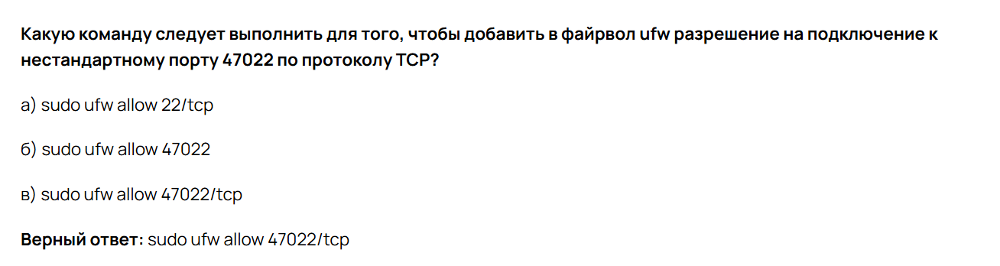 Какую команду следует выполнить для того, чтобы добавить в файрвол ufw разрешение на подключение к
нестандартному порту 47022 по протоколу TCP?
а) sudo ufw allow 22/tcp
б) sudo ufw allow 47022
в) sudo ufw allow 47022/tcp
Верный ответ: sudo ufw allow 47022/tcp